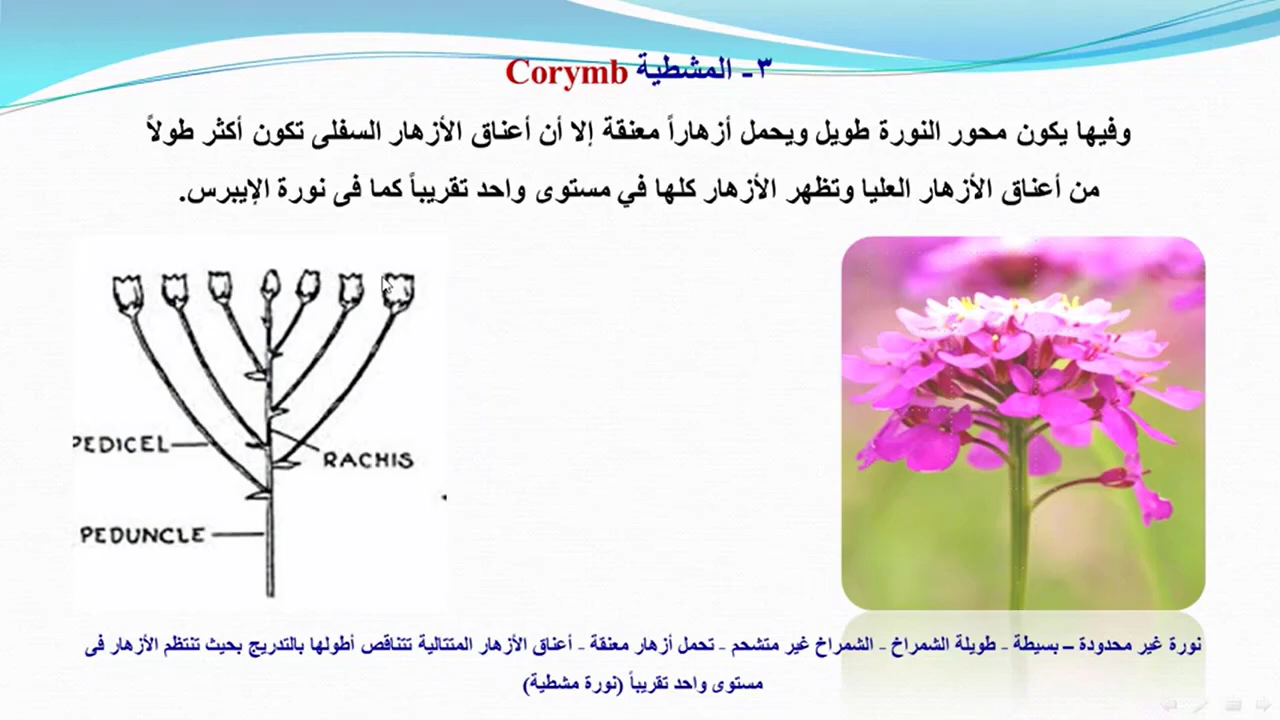 ٣- المشطية Corymb
وفيها يكون محور النورة طويل ويحمل أزهاراً معنقة إلا أن أعناق الأزهار السفلى تكون أكثر طولاً
من أعناق الأزهار العليا وتظهر الأزهار كلها في مستوى واحد تقريباً كما فى نورة الإيبرس.
PEDICEL
RACHIS
PEDUNCLE
نورة غير محدودة – بسيطة - طويلة الشمراخ - الشمراخ غير متشحم - تحمل أزهار معنقة - أعناق الأزهار المتتالية تتناقص أطولها بالتدريج بحيث تنتظم الأزهار فى
مستوى واحد تقريباً (نورة مشطية)